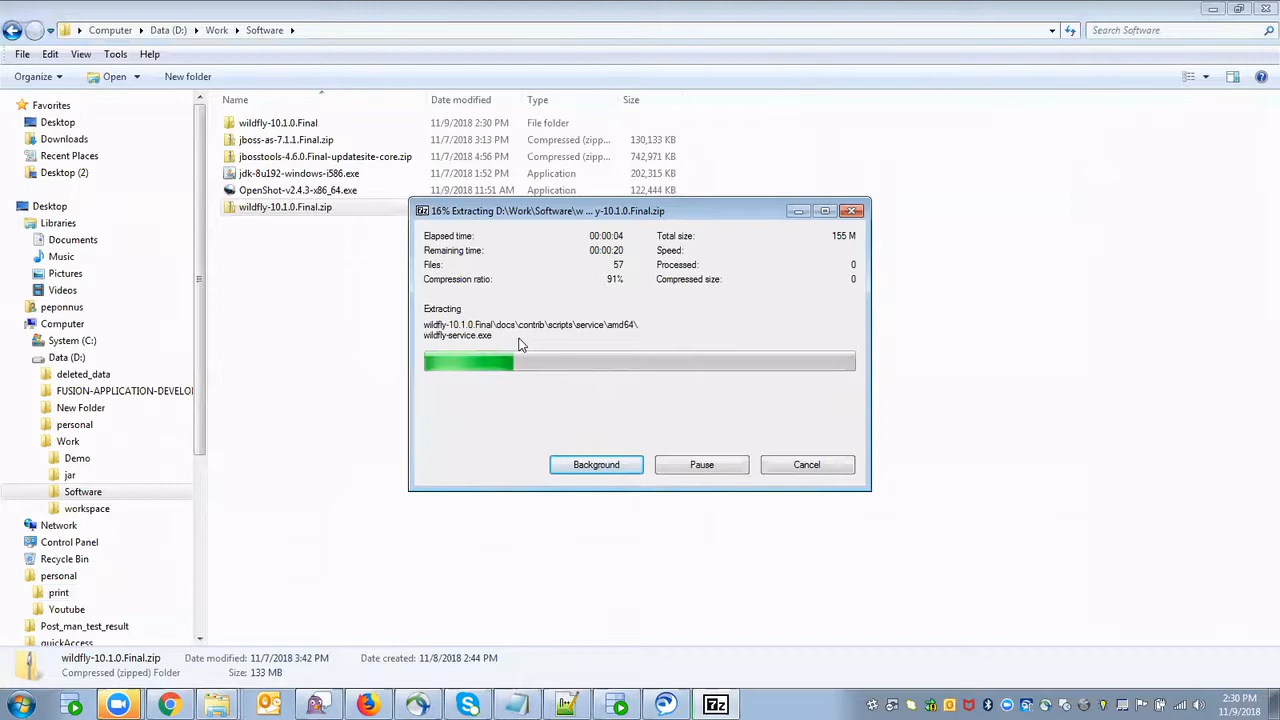 Computer Data (D:) Work Software
Search Software
File Edit View Tools Help
Organize Open New folder
Name Date modified Type Size
wildfly-10.1.0.Final 11/9/2018 2:30 PM File folder
jboss-as-7.1.1.Final.zip 11/7/2018 3:13 PM Compressed (zipp... 130,133 KB
jbosstools-4.6.0.Final-updatesite-core.zip 11/7/2018 4:56 PM Compressed (zipp... 742,971 KB
jdk-8u192-windows-i586.exe 11/7/2018 1:52 PM Application 202,315 KB
OpenShot-v2.4.3-x86_64.exe 11/9/2018 11:51 AM Application 122,444 KB
wildfly-10.1.0.Final.zip
Favorites
Desktop
Downloads
Recent Places
Desktop (2)
Desktop
Libraries
Documents
Music
Pictures
Videos
peponnus
Computer
System (C:)
Data (D:)
deleted_data
FUSION-APPLICATION-DEVELO
New Folder
personal
Work
Demo
jar
Software
workspace
Network
Control Panel
Recycle Bin
personal
print
Youtube
Post_man_test_result
quickAccess
7z 16% Extracting D:\Work\Software\w ... y-10.1.0.Final.zip
Elapsed time: 00:00:04 Total size: 155 M
Remaining time: 00:00:20 Speed:
Files: 57 Processed: 0
Compression ratio: 91% Compressed size: 0
Extracting
wildfly-10.1.0.Final\docs\contrib\scripts\service\amd64\
wildfly-service.exe
Background Pause Cancel
wildfly-10.1.0.Final.zip Date modified: 11/7/2018 3:42 PM Date created: 11/8/2018 2:44 PM
Compressed (zipped) Folder Size: 133 MB
7z
2:30 PM
11/9/2018